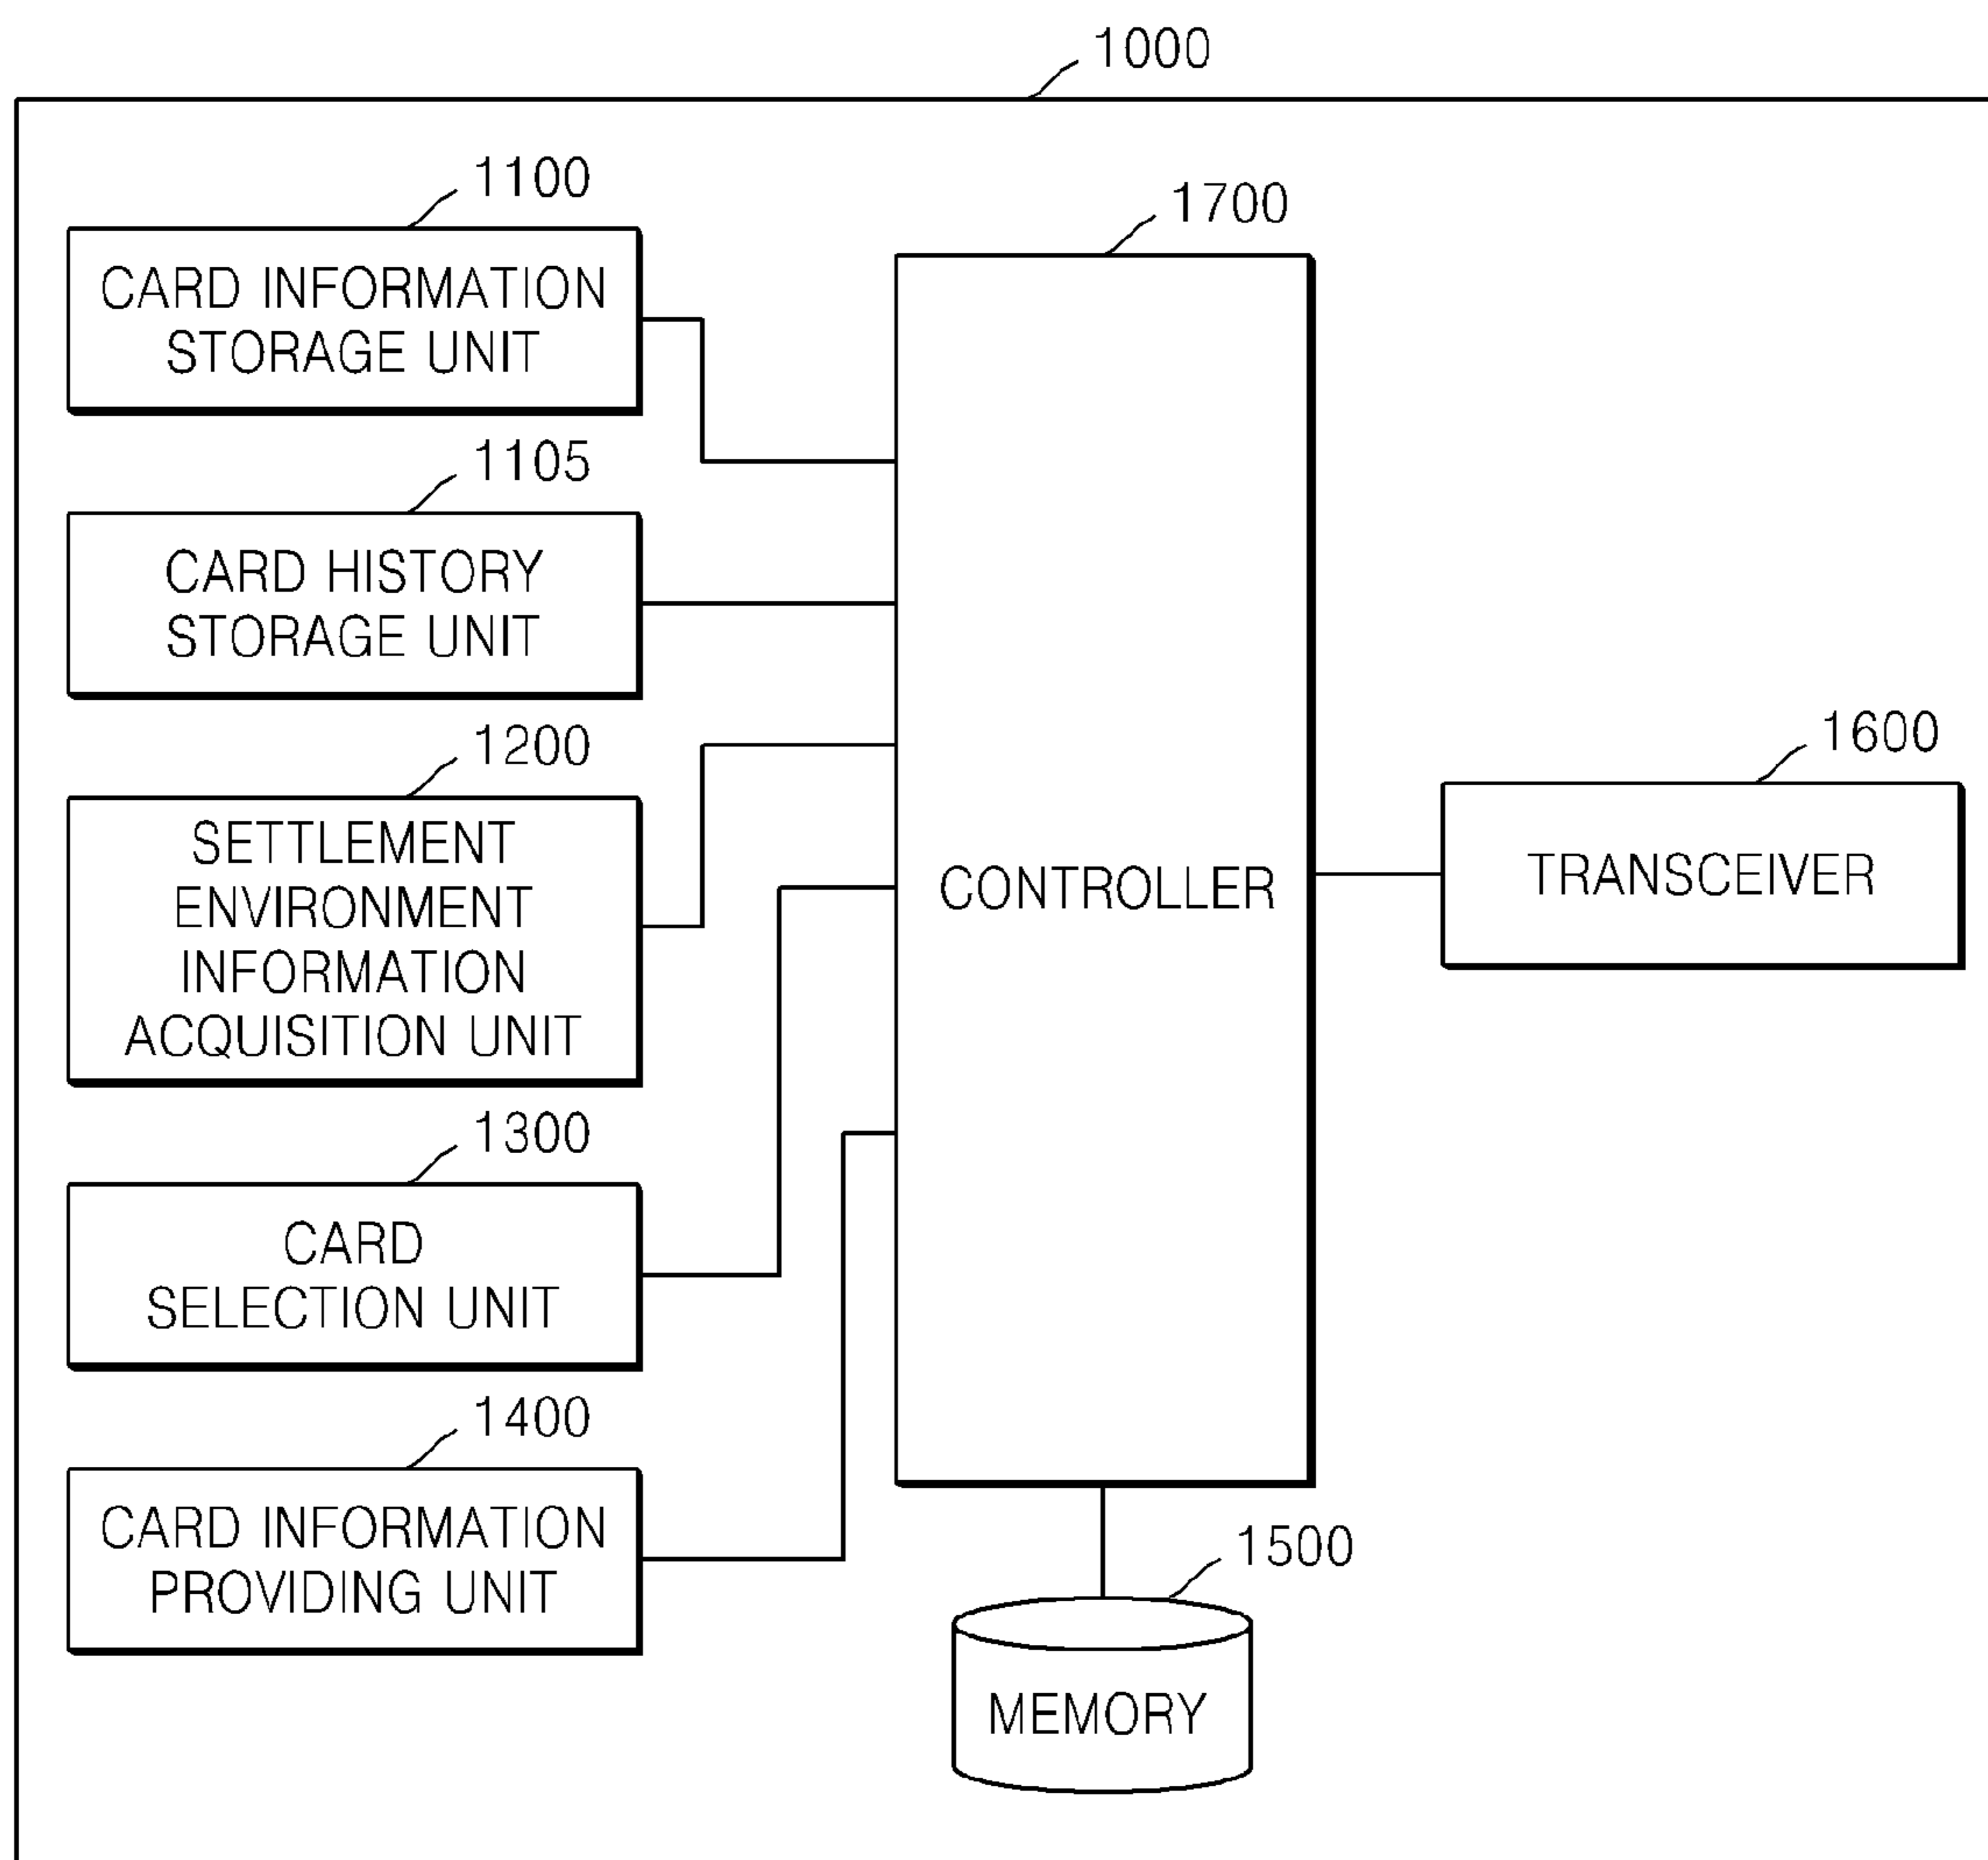 1000
1100
CARD INFORMATION
STORAGE UNIT
1105
CARD HISTORY
STORAGE UNIT
1200
SETTLEMENT
ENVIRONMENT
INFORMATION
ACQUISITION UNIT
1300
CARD
SELECTION UNIT
1400
CARD INFORMATION
PROVIDING UNIT
1700
CONTROLLER
1500
MEMORY
1600
TRANSCEIVER